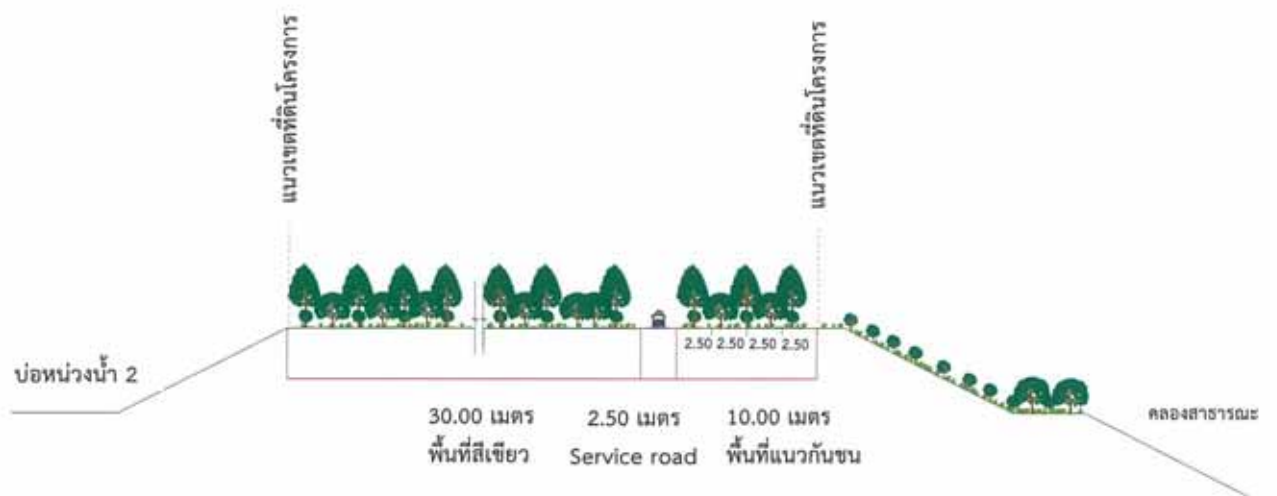 แนวเขตที่ดินโครงการ
แนวเขตที่ดินโครงการ
2.50 2.50 2.50 2.50
บ่อหน่วงน้ำ 2
30.00 เมตร
พื้นที่สีเขียว
2.50 เมตร
Service road
10.00 เมตร
พื้นที่แนวกันชน
คลองสาธารณะ